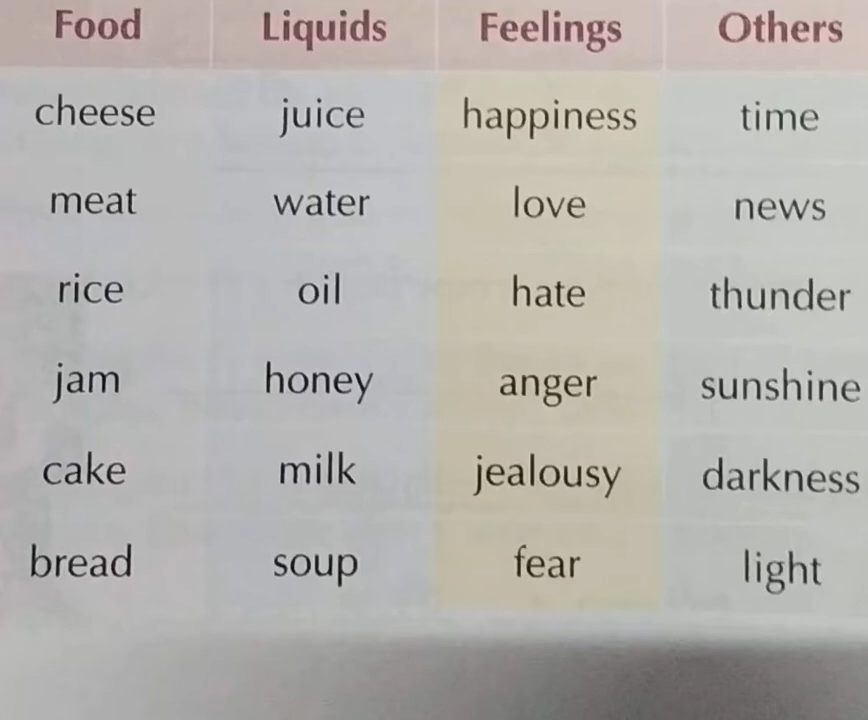 Food Liquids Feelings Others
cheese juice happiness time
meat water love news
rice oil hate thunder
jam honey anger sunshine
cake milk jealousy darkness
bread soup fear light